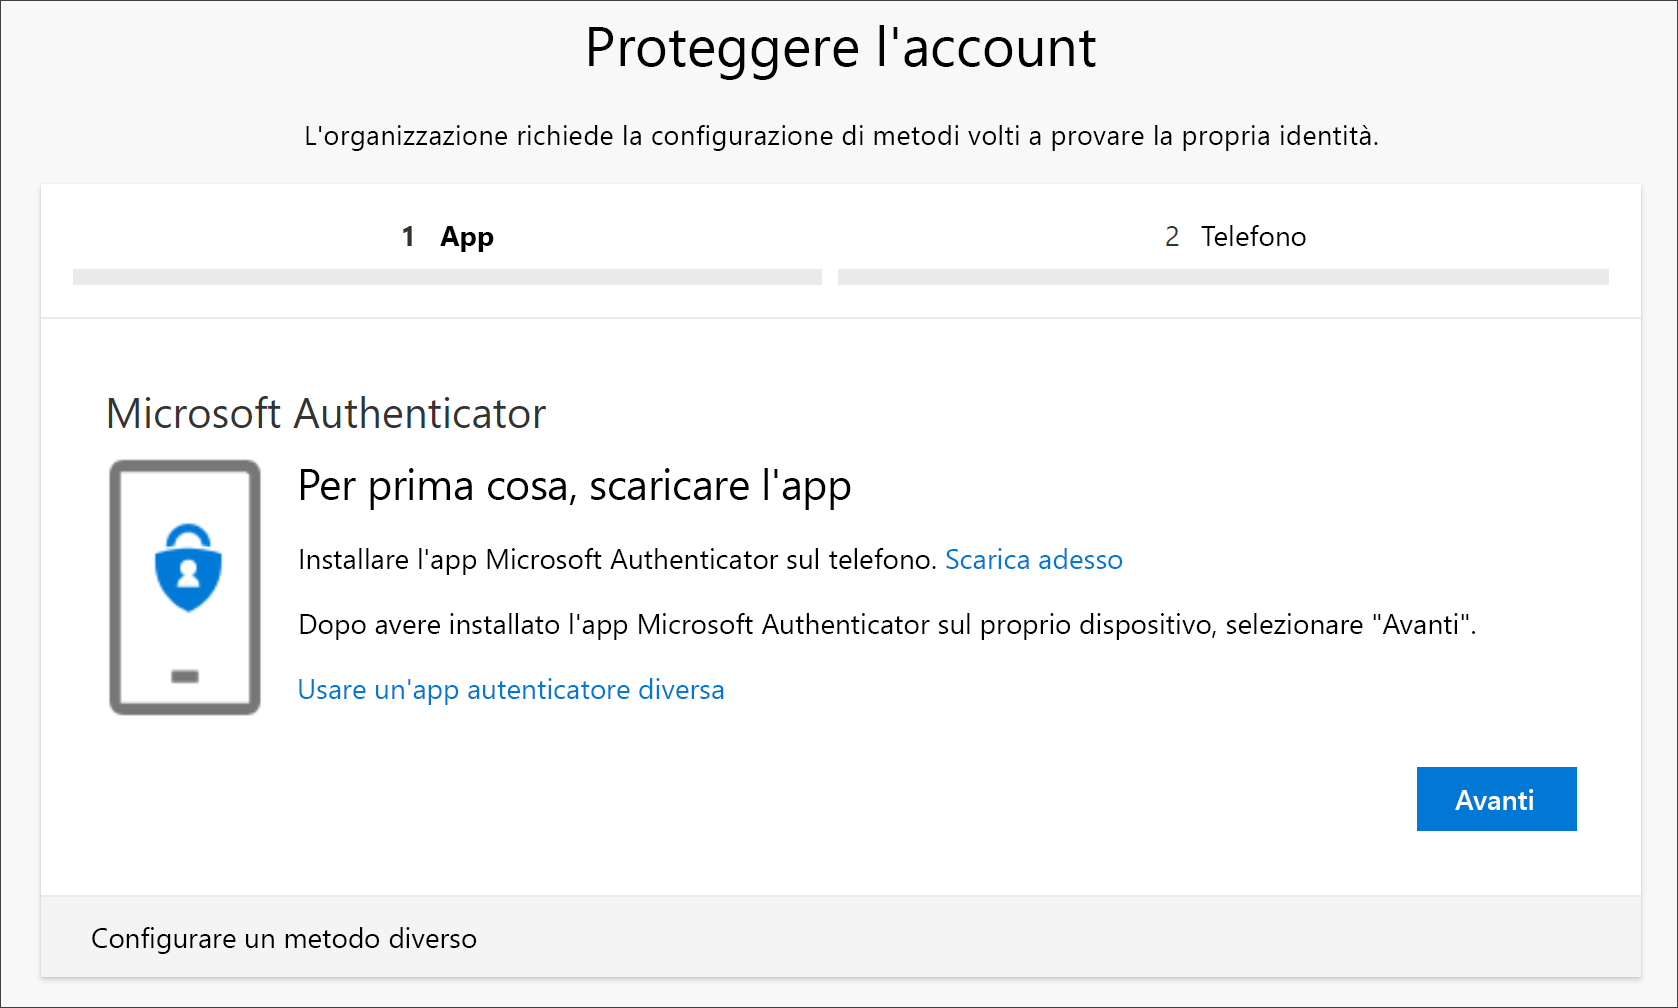 Proteggere l'account
L'organizzazione richiede la configurazione di metodi volti a provare la propria identità.
1 App
2 Telefono
Microsoft Authenticator
Per prima cosa, scaricare l'app
Installare l'app Microsoft Authenticator sul telefono. Scarica adesso
Dopo avere installato l'app Microsoft Authenticator sul proprio dispositivo, selezionare "Avanti".
Usare un'app autenticatore diversa
Avanti
Configurare un metodo diverso